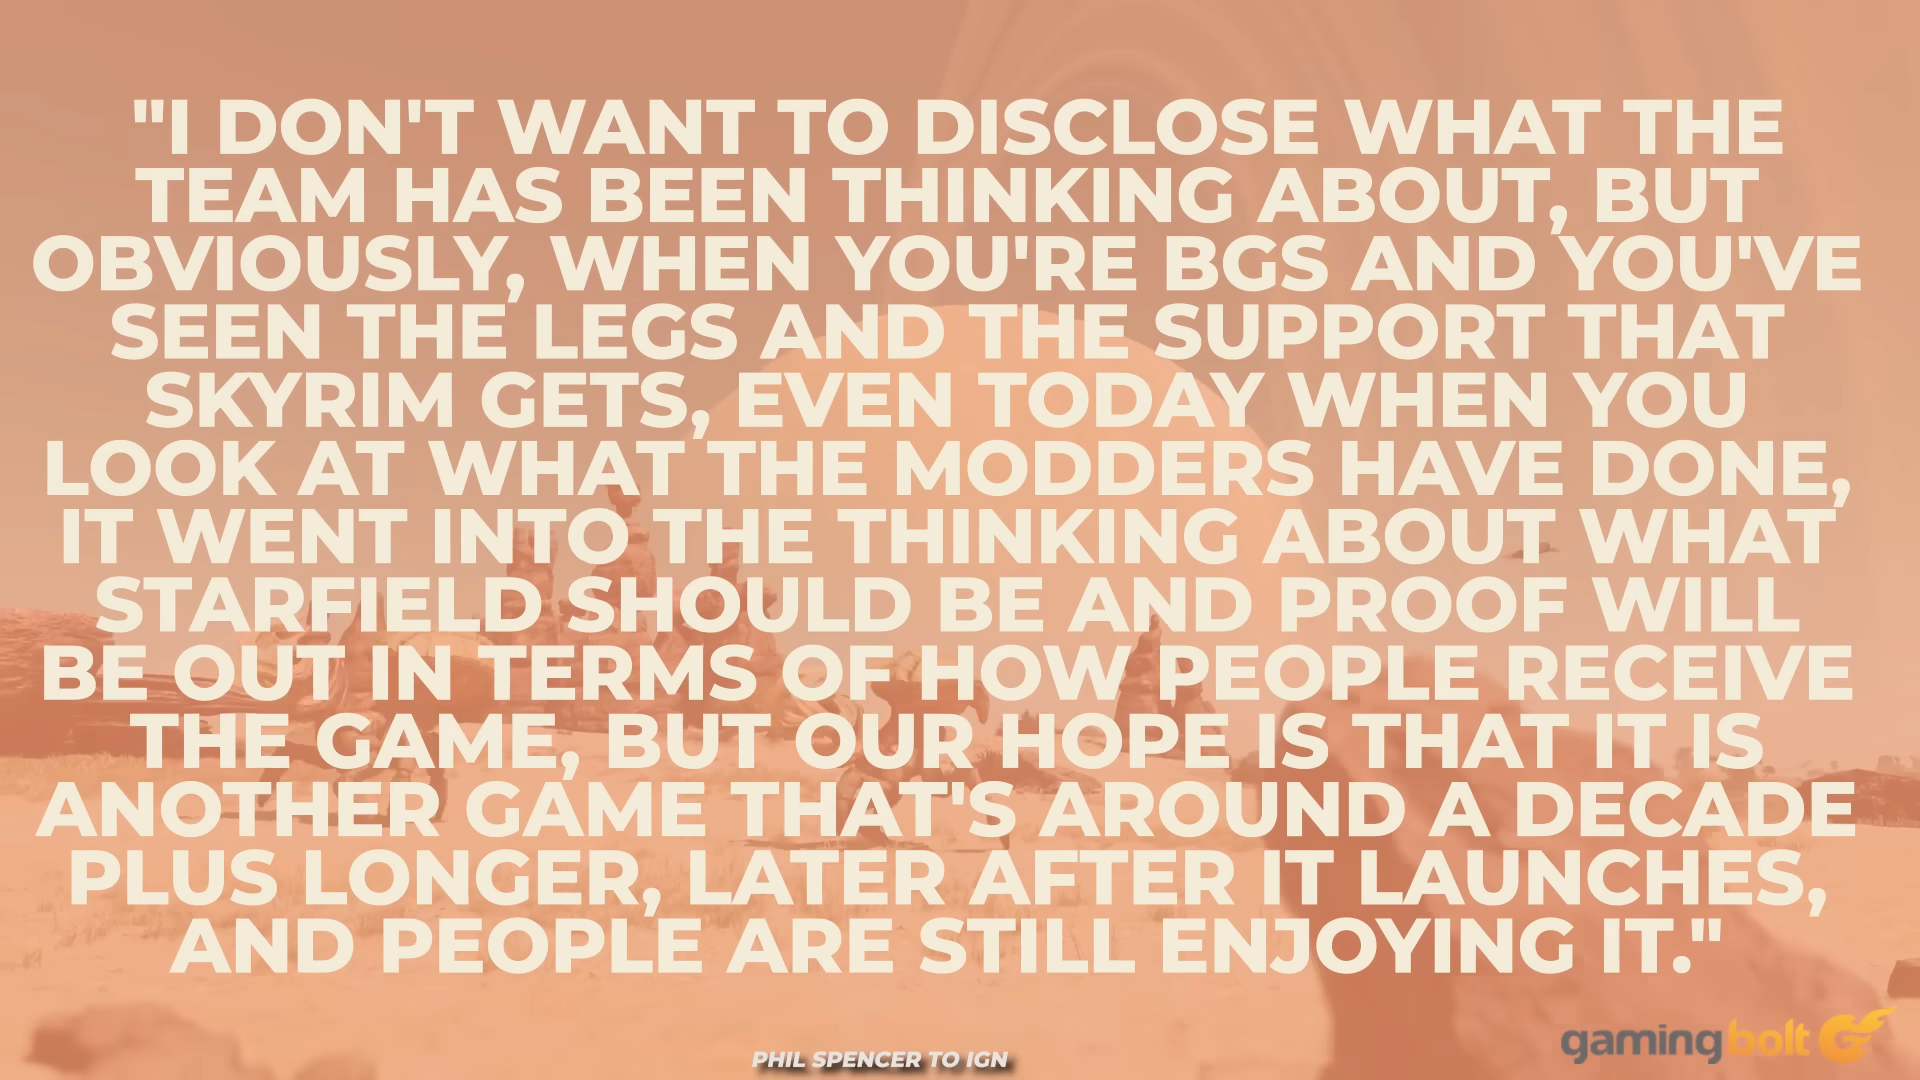 "I DON'T WANT TO DISCLOSE WHAT THE
TEAM HAS BEEN THINKING ABOUT, BUT
OBVIOUSLY, WHEN YOU'RE BGS AND YOU'VE
SEEN THE LEGS AND THE SUPPORT THAT
SKYRIM GETS, EVEN TODAY WHEN YOU
LOOK AT WHAT THE MODDERS HAVE DONE,
IT WENT INTO THE THINKING ABOUT WHAT
STARFIELD SHOULD BE AND PROOF WILL
BE OUT IN TERMS OF HOW PEOPLE RECEIVE
THE GAME, BUT OUR HOPE IS THAT IT IS
ANOTHER GAME THAT'S AROUND A DECADE
PLUS LONGER, LATER AFTER IT LAUNCHES,
AND PEOPLE ARE STILL ENJOYING IT."
PHIL SPENCER TO IGN
gamingbolt